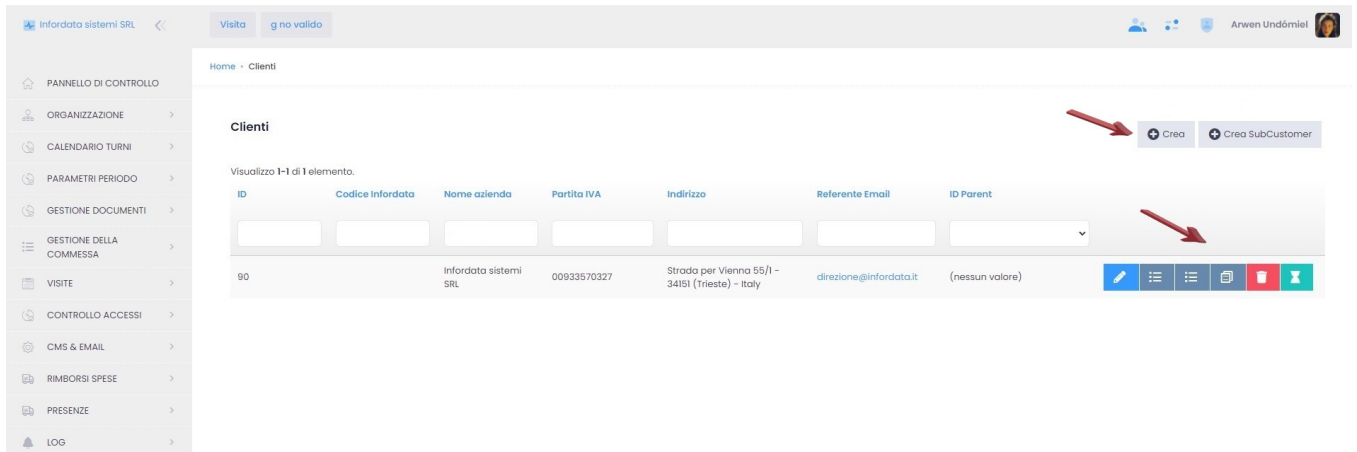 Infordata sistemi SRL
Visita
g no valido
Arwen Undómiel
Home • Clienti
PANNELLO DI CONTROLLO
ORGANIZZAZIONE
CALENDARIO TURNI
PARAMETRI PERIODO
GESTIONE DOCUMENTI
GESTIONE DELLA
COMMESSA
VISITE
CONTROLLO ACCESSI
CMS & EMAIL
RIMBORSI SPESE
PRESENZE
LOG
Clienti
Crea
Crea SubCustomer
Visualizzo 1-1 di 1 elemento.
ID Codice Infordata Nome azienda Partita IVA Indirizzo Referente Email ID Parent
90
Infordata sistemi
SRL
00933570327
Strada per Vienna 55/1 -
34151 (Trieste) - Italy
direzione@infordata.it
(nessun valore)